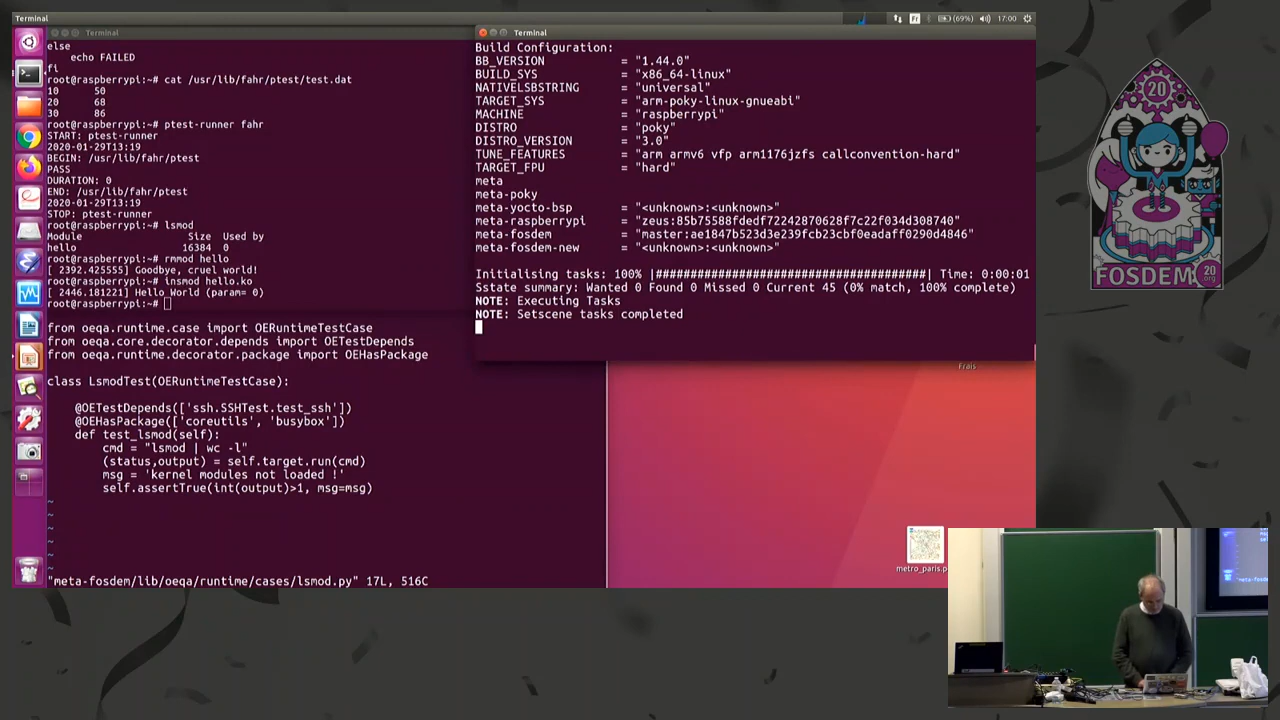 Terminal
Fr
(69%)
17:00
Terminal
else
echo FAILED
fi
root@raspberrypi:~# cat /usr/lib/fahr/ptest/test.dat
10 50
20 68
30 86
root@raspberrypi:~# ptest-runner fahr
START: ptest-runner
2020-01-29T13:19
BEGIN: /usr/lib/fahr/ptest
PASS
DURATION: 0
END: /usr/lib/fahr/ptest
2020-01-29T13:19
STOP: ptest-runner
root@raspberrypi:~# lsmod
Module Size Used by
hello 16384 0
root@raspberrypi:~# rmmod hello
[ 2392.425555] Goodbye, cruel world!
root@raspberrypi:~# insmod hello.ko
[ 2446.181221] Hello World (param= 0)
root@raspberrypi:~#
from oeqa.runtime.case import OERuntimeTestCase
from oeqa.core.decorator.depends import OETestDepends
from oeqa.runtime.decorator.package import OEHasPackage
class LsmodTest(OERuntimeTestCase):
@OETestDepends(['ssh.SSHTest.test_ssh'])
@OEHasPackage(['coreutils', 'busybox'])
def test_lsmod(self):
cmd = "lsmod | wc -l"
(status,output) = self.target.run(cmd)
msg = 'kernel modules not loaded !'
self.assertTrue(int(output)>1, msg=msg)
~
~
~
~
~
"meta-fosdem/lib/oeqa/runtime/cases/lsmod.py" 17L, 516C
Terminal
Build Configuration:
BB_VERSION = "1.44.0"
BUILD_SYS = "x86_64-linux"
NATIVELSBSTRING = "universal"
TARGET_SYS = "arm-poky-linux-gnueabi"
MACHINE = "raspberrypi"
DISTRO = "poky"
DISTRO_VERSION = "3.0"
TUNE_FEATURES = "arm armv6 vfp arm1176jzfs callconvention-hard"
TARGET_FPU = "hard"
meta
meta-poky
meta-yocto-bsp = "<unknown>:<unknown>"
meta-raspberrypi = "zeus:85b75588fdedf72242870628f7c22f034d308740"
meta-fosdem = "master:ae1847b523d3e239fcb23cbf0eadaff0290d4846"
meta-fosdem-new = "<unknown>:<unknown>"
Initialising tasks: 100% |#######################################| Time: 0:00:01
Sstate summary: Wanted 0 Found 0 Missed 0 Current 45 (0% match, 100% complete)
NOTE: Executing Tasks
NOTE: Setscene tasks completed
Frais
metro_paris.p
20
FOSDEM
20
.org